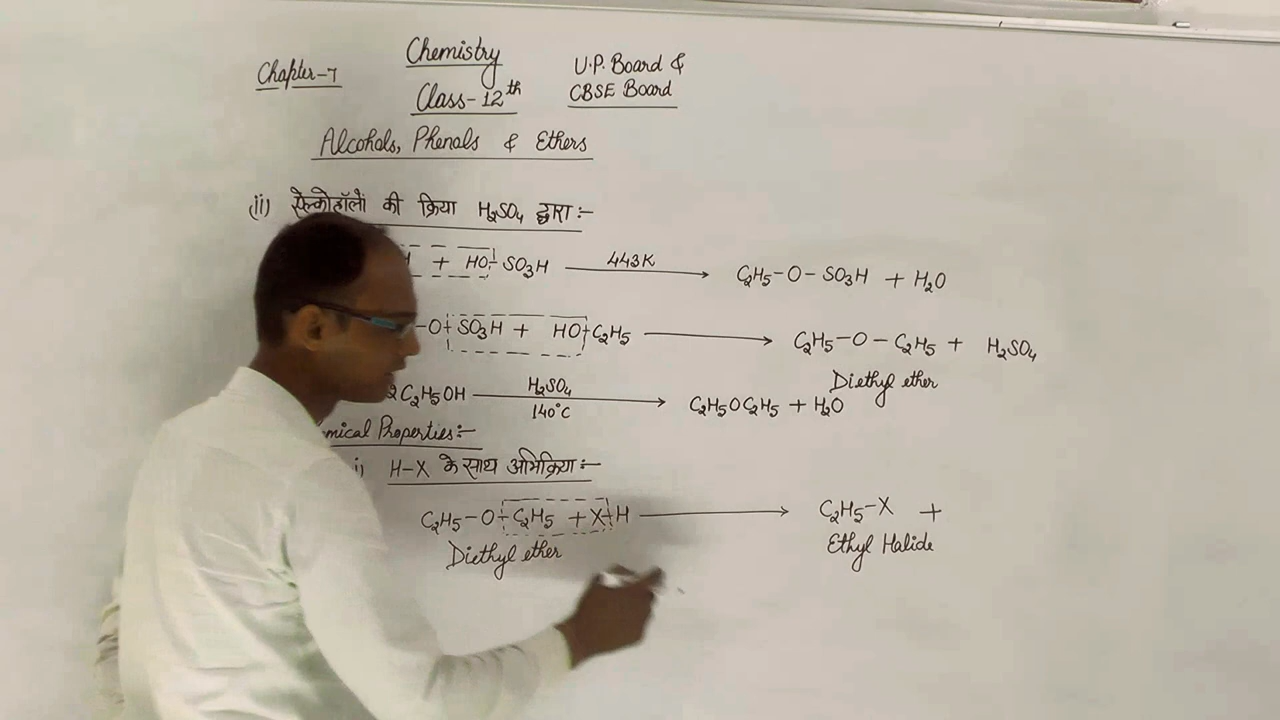 Chapter-7
Chemistry
Class-12th
U.P. Board &
CBSE Board
Alcohols, Phenals & Ethers
(ii) ऐल्कोहॉलों की क्रिया H₂SO₄ द्वारा :-
+ HO-SO₃H 443K C₂H₅-O-SO₃H + H₂O
-O-SO₃H + HO-C₂H₅ C₂H₅-O-C₂H₅ + H₂SO₄
Diethyl ether
2C₂H₅OH H₂SO₄ 140°C C₂H₅OC₂H₅ + H₂O
mical Properties:-
i) H-X के साथ अभिक्रिया :-
C₂H₅-O-C₂H₅ + X-H C₂H₅-X +
Diethyl ether Ethyl Halide